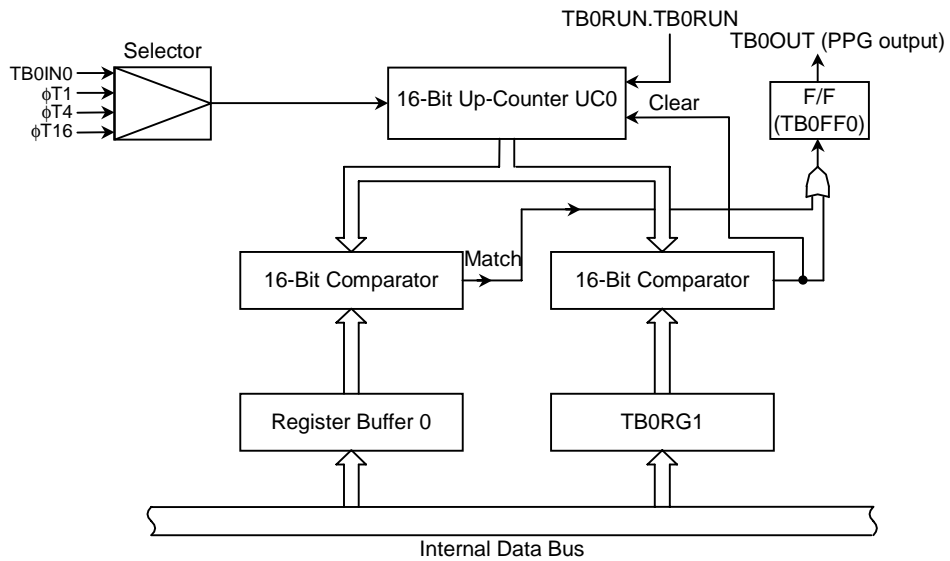 TB0RUN.TB0RUN
TB0OUT (PPG output)
Selector
TB0IN0
ϕT1
ϕT4
ϕT16
16-Bit Up-Counter UC0
Clear
F/F
(TB0FF0)
Match
16-Bit Comparator
16-Bit Comparator
Register Buffer 0
TB0RG1
Internal Data Bus